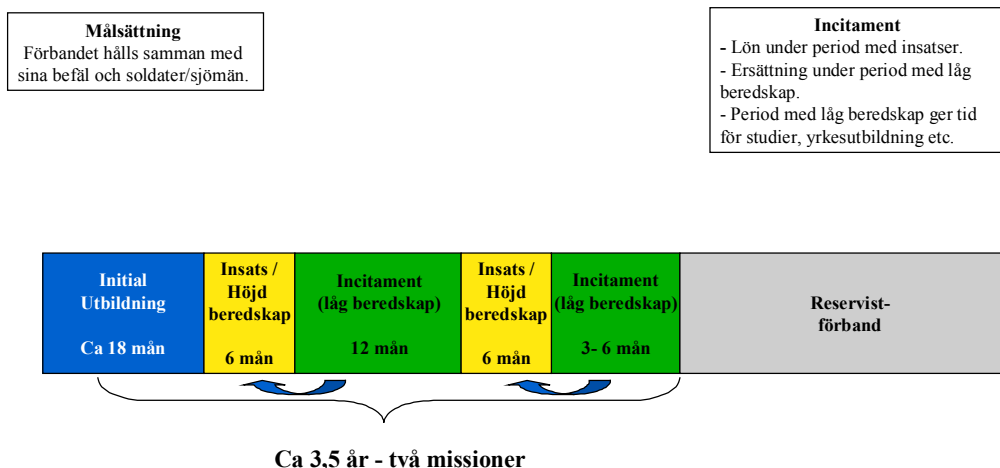 Målsättning
Förbandet hålls samman med
sina befäl och soldater/sjömän.
Incitament
- Lön under period med insatser.
- Ersättning under period med låg
beredskap.
- Period med låg beredskap ger tid
för studier, yrkesutbildning etc.
Initial
Utbildning
Ca 18 mån
Insats /
Höjd
beredskap
6 mån
Incitament
(låg beredskap)
12 mån
Insats /
Höjd
beredskap
6 mån
Incitament
(låg beredskap)
3- 6 mån
Reservist-
förband
Ca 3,5 år - två missioner